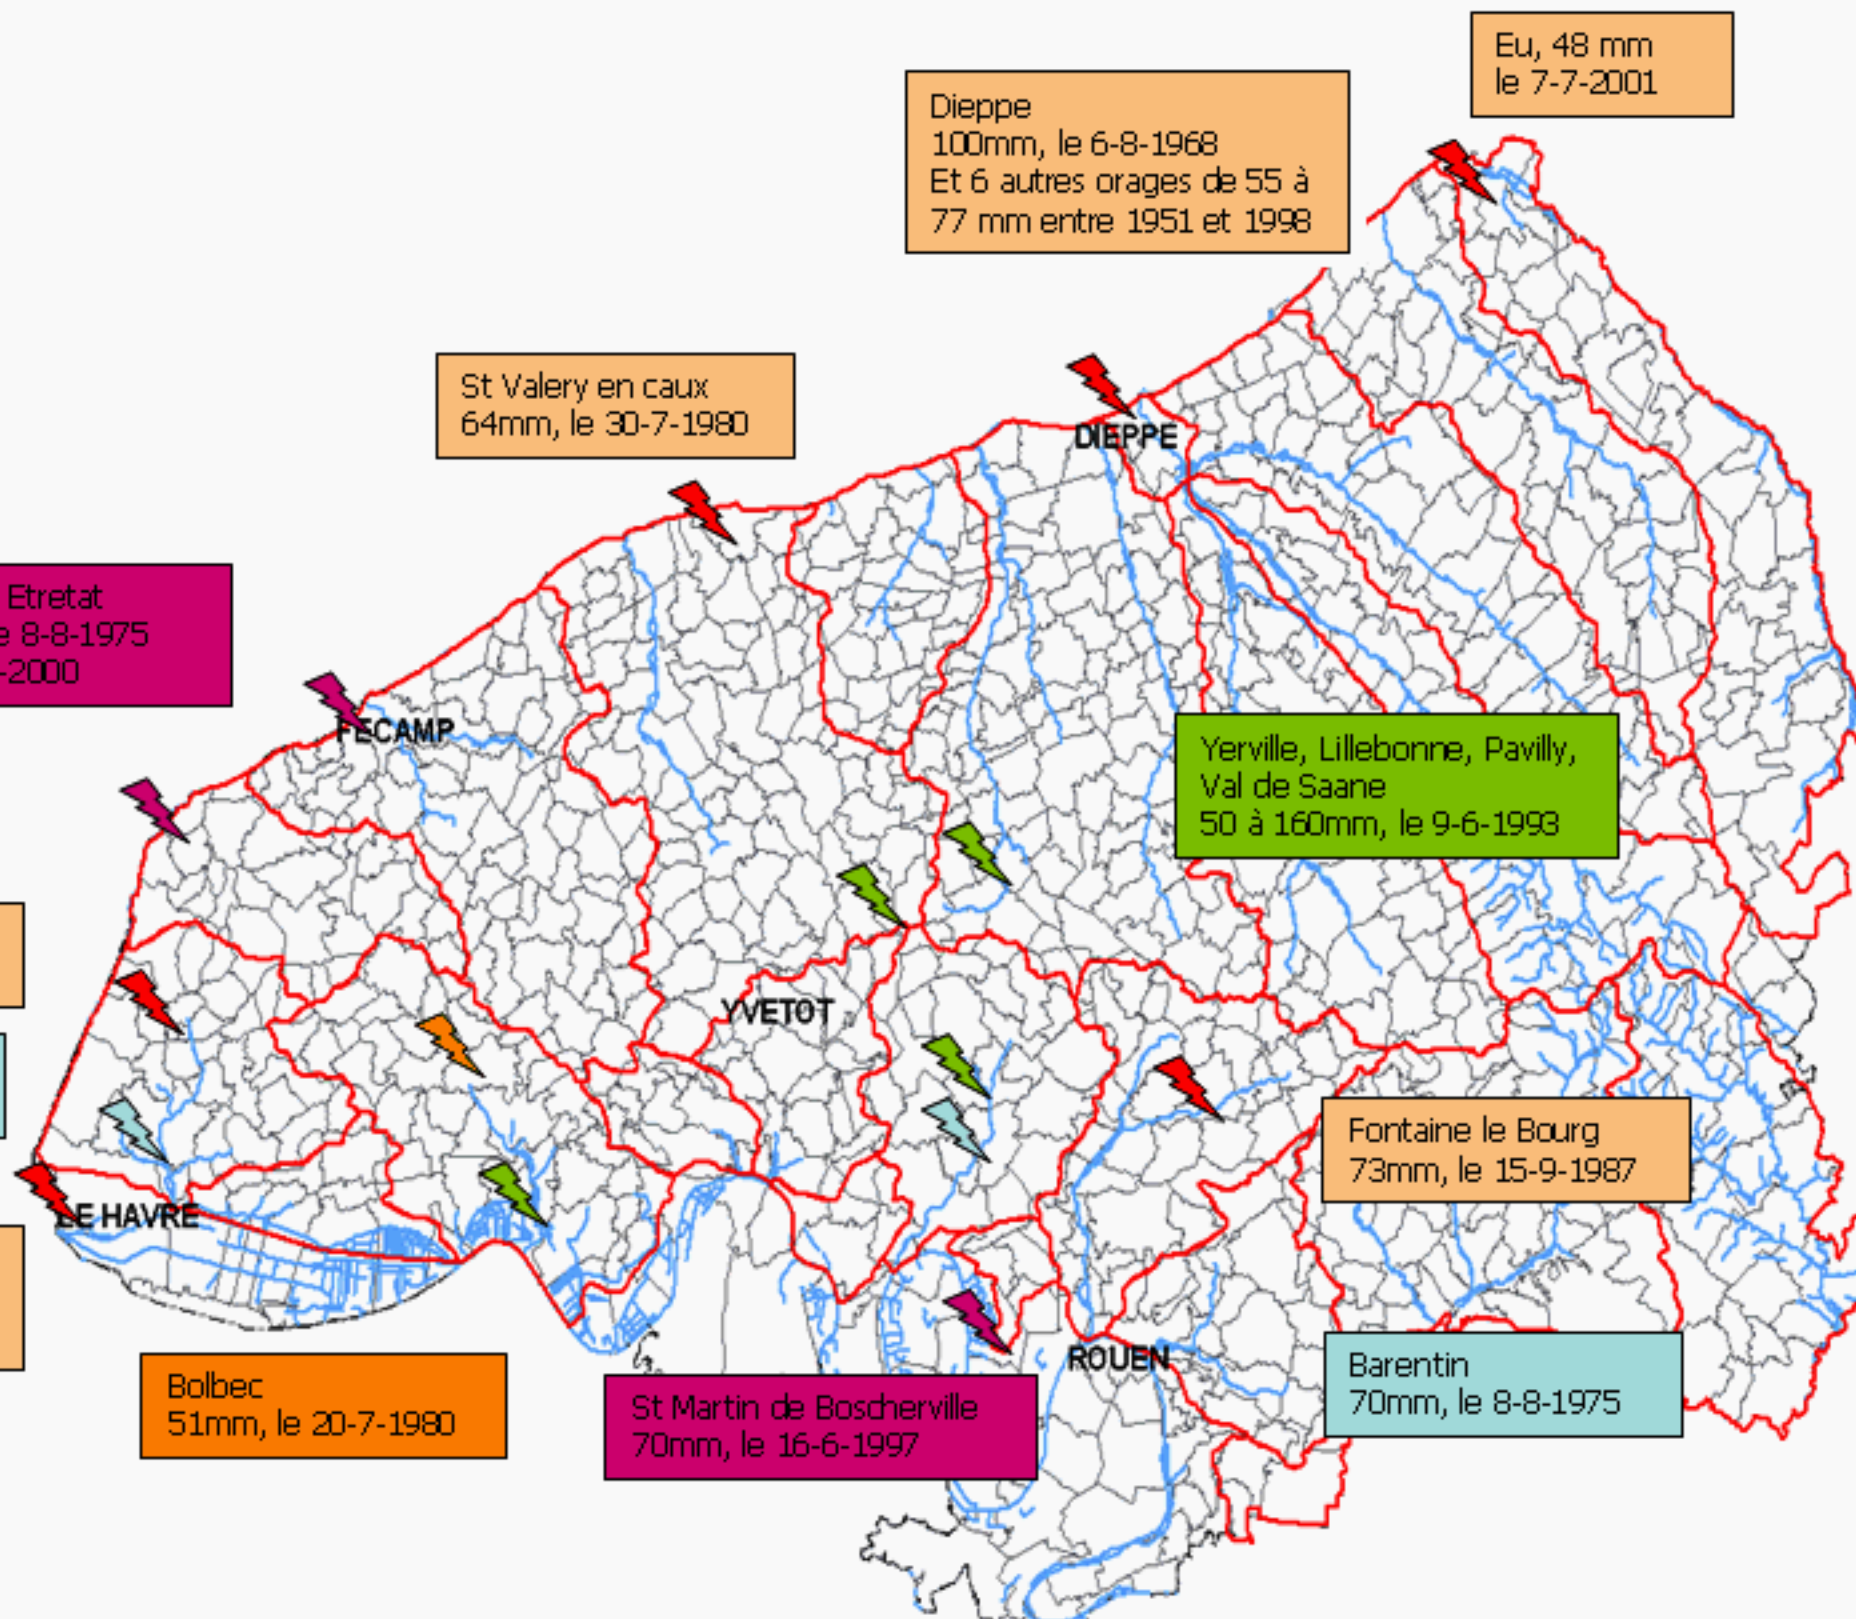 Eu, 48 mm
le 7-7-2001
Dieppe
100mm, le 6-8-1968
Et 6 autres orages de 55 à
77 mm entre 1951 et 1998
St Valery en caux
64mm, le 30-7-1980
DIEPPE
Etretat
e 8-8-1975
-2000
FECAMP
Yerville, Lillebonne, Pavilly,
Val de Saane
50 à 160mm, le 9-6-1993
YVETOT
Fontaine le Bourg
73mm, le 15-9-1987
LE HAVRE
ROUEN
Barentin
70mm, le 8-8-1975
Bolbec
51mm, le 20-7-1980
St Martin de Boscherville
70mm, le 16-6-1997